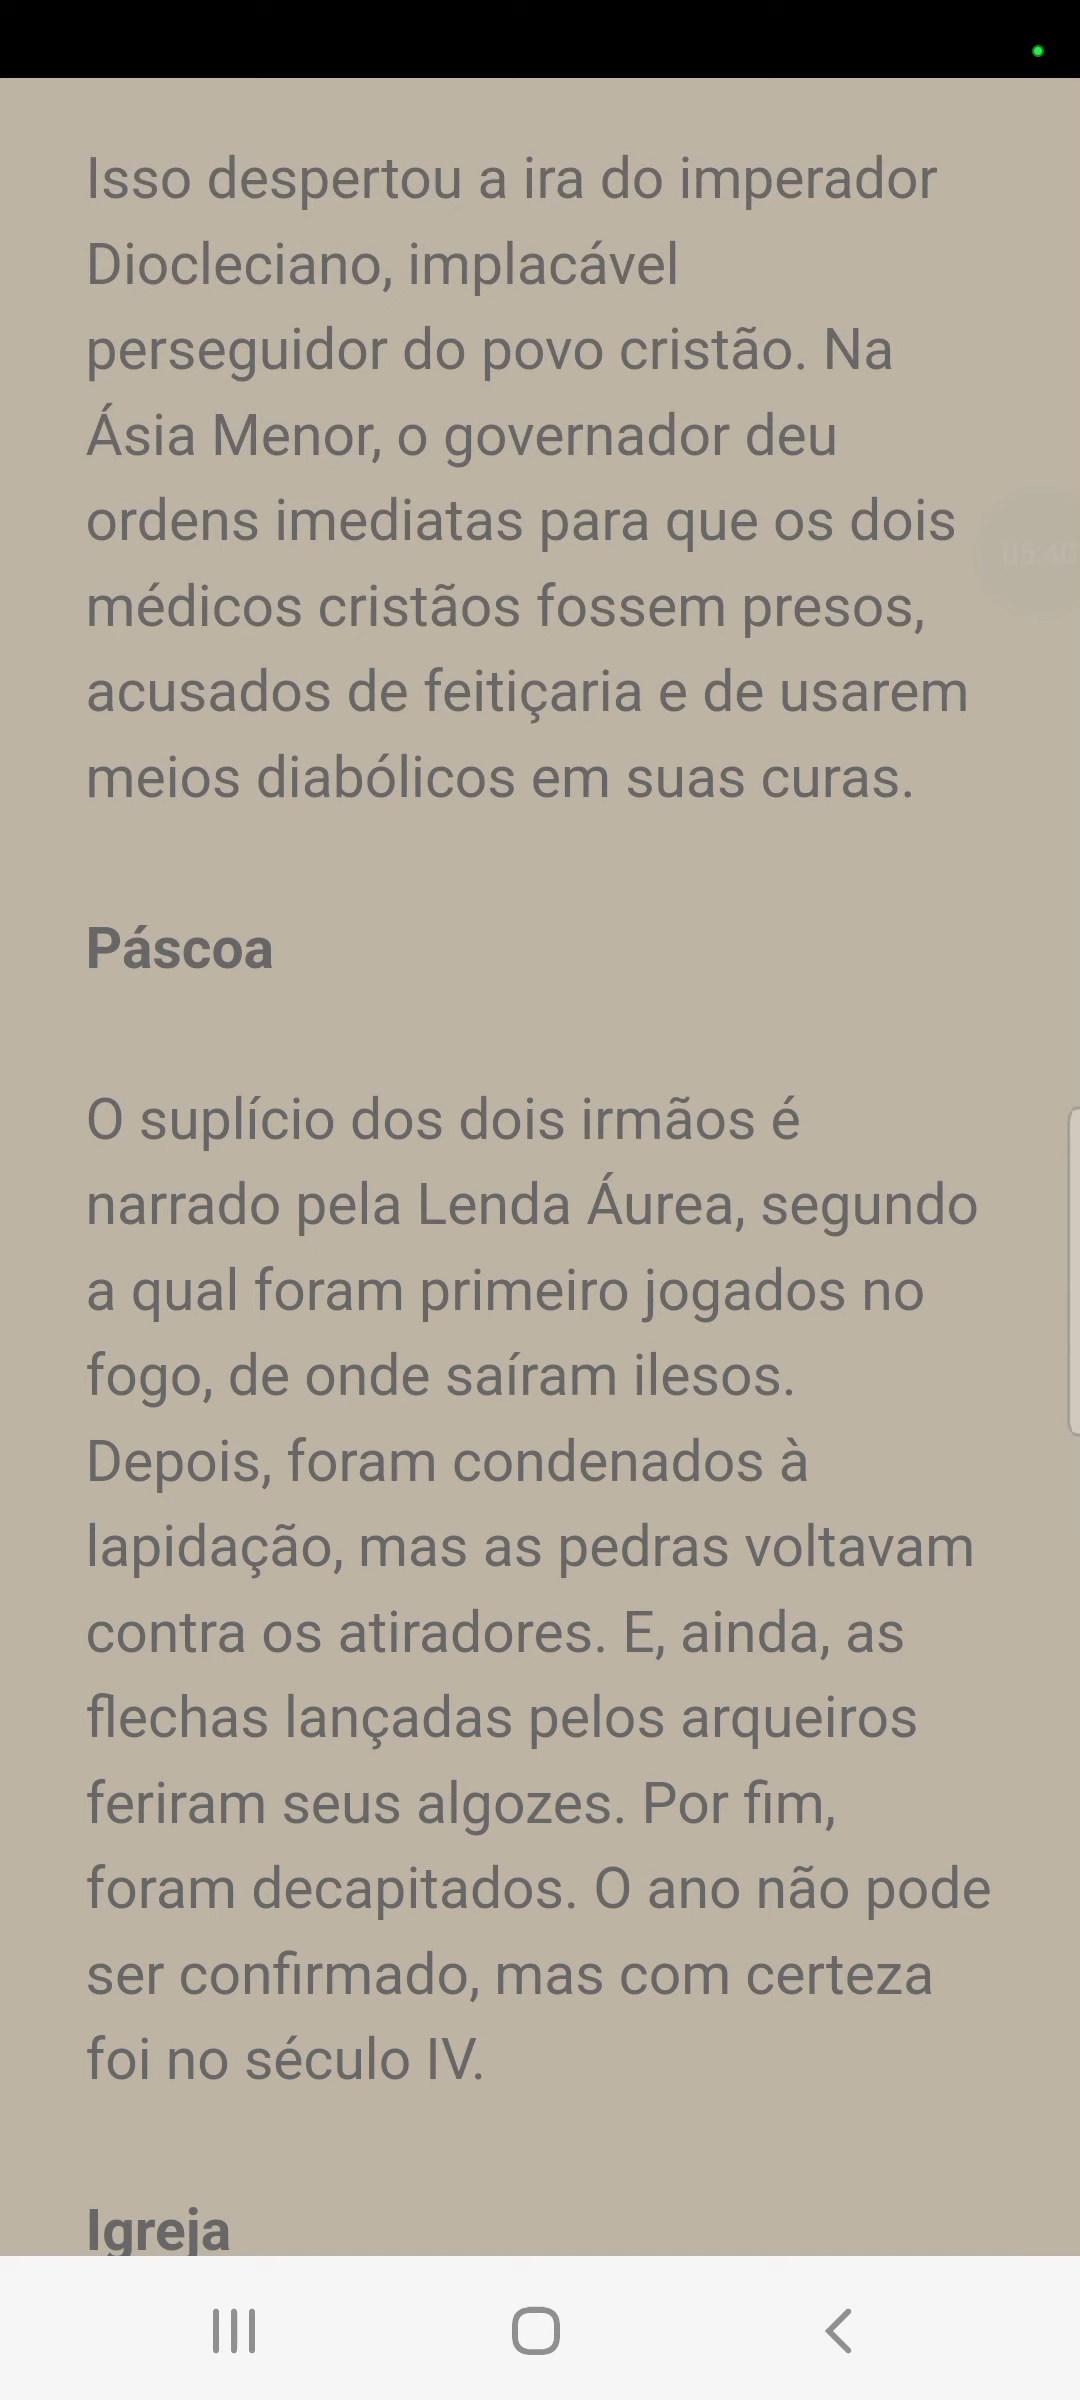 Isso despertou a ira do imperador
Diocleciano, implacável
perseguidor do povo cristão. Na
Ásia Menor, o governador deu
ordens imediatas para que os dois
médicos cristãos fossem presos,
acusados de feitiçaria e de usarem
meios diabólicos em suas curas.
05:40
Páscoa
O suplício dos dois irmãos é
narrado pela Lenda Áurea, segundo
a qual foram primeiro jogados no
fogo, de onde saíram ilesos.
Depois, foram condenados à
lapidação, mas as pedras voltavam
contra os atiradores. E, ainda, as
flechas lançadas pelos arqueiros
feriram seus algozes. Por fim,
foram decapitados. O ano não pode
ser confirmado, mas com certeza
foi no século IV.
Igreja